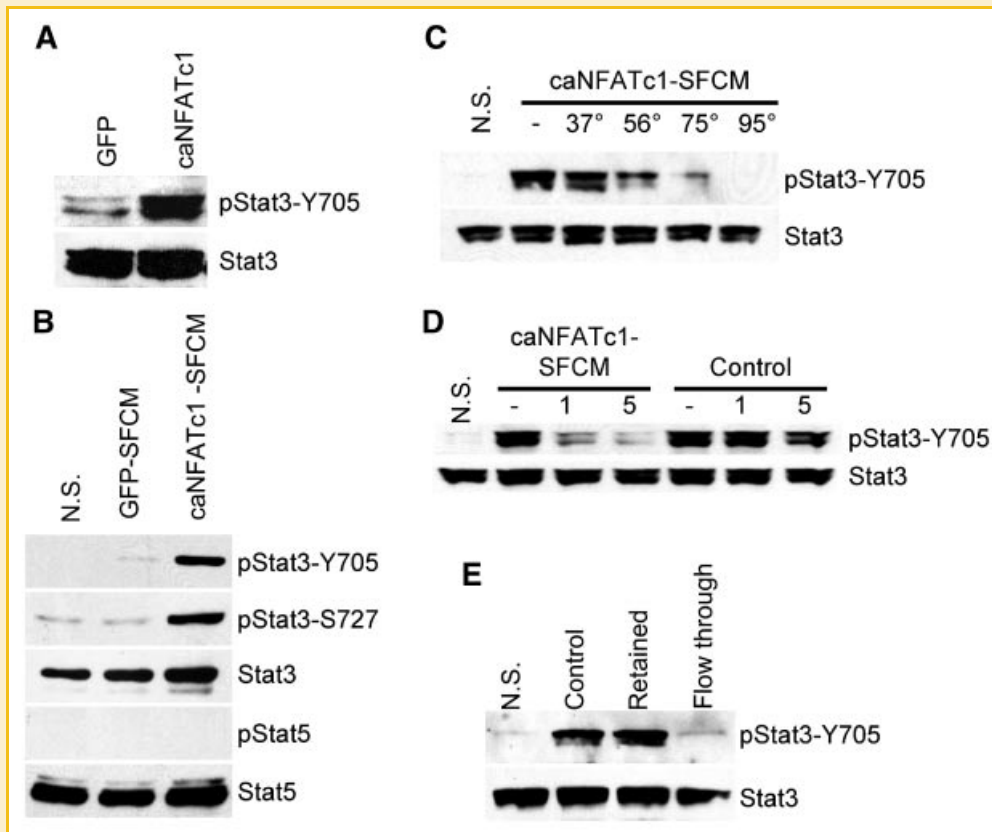 A
GFP
caNFATc1
pStat3-Y705
Stat3
B
N.S.
GFP-SFCM
caNFATc1 -SFCM
pStat3-Y705
pStat3-S727
Stat3
pStat5
Stat5
C
N.S.
caNFATc1-SFCM
- 37° 56° 75° 95°
pStat3-Y705
Stat3
D
N.S.
caNFATc1-
SFCM
Control
- 1 5 - 1 5
pStat3-Y705
Stat3
E
N.S.
Control
Retained
Flow through
pStat3-Y705
Stat3